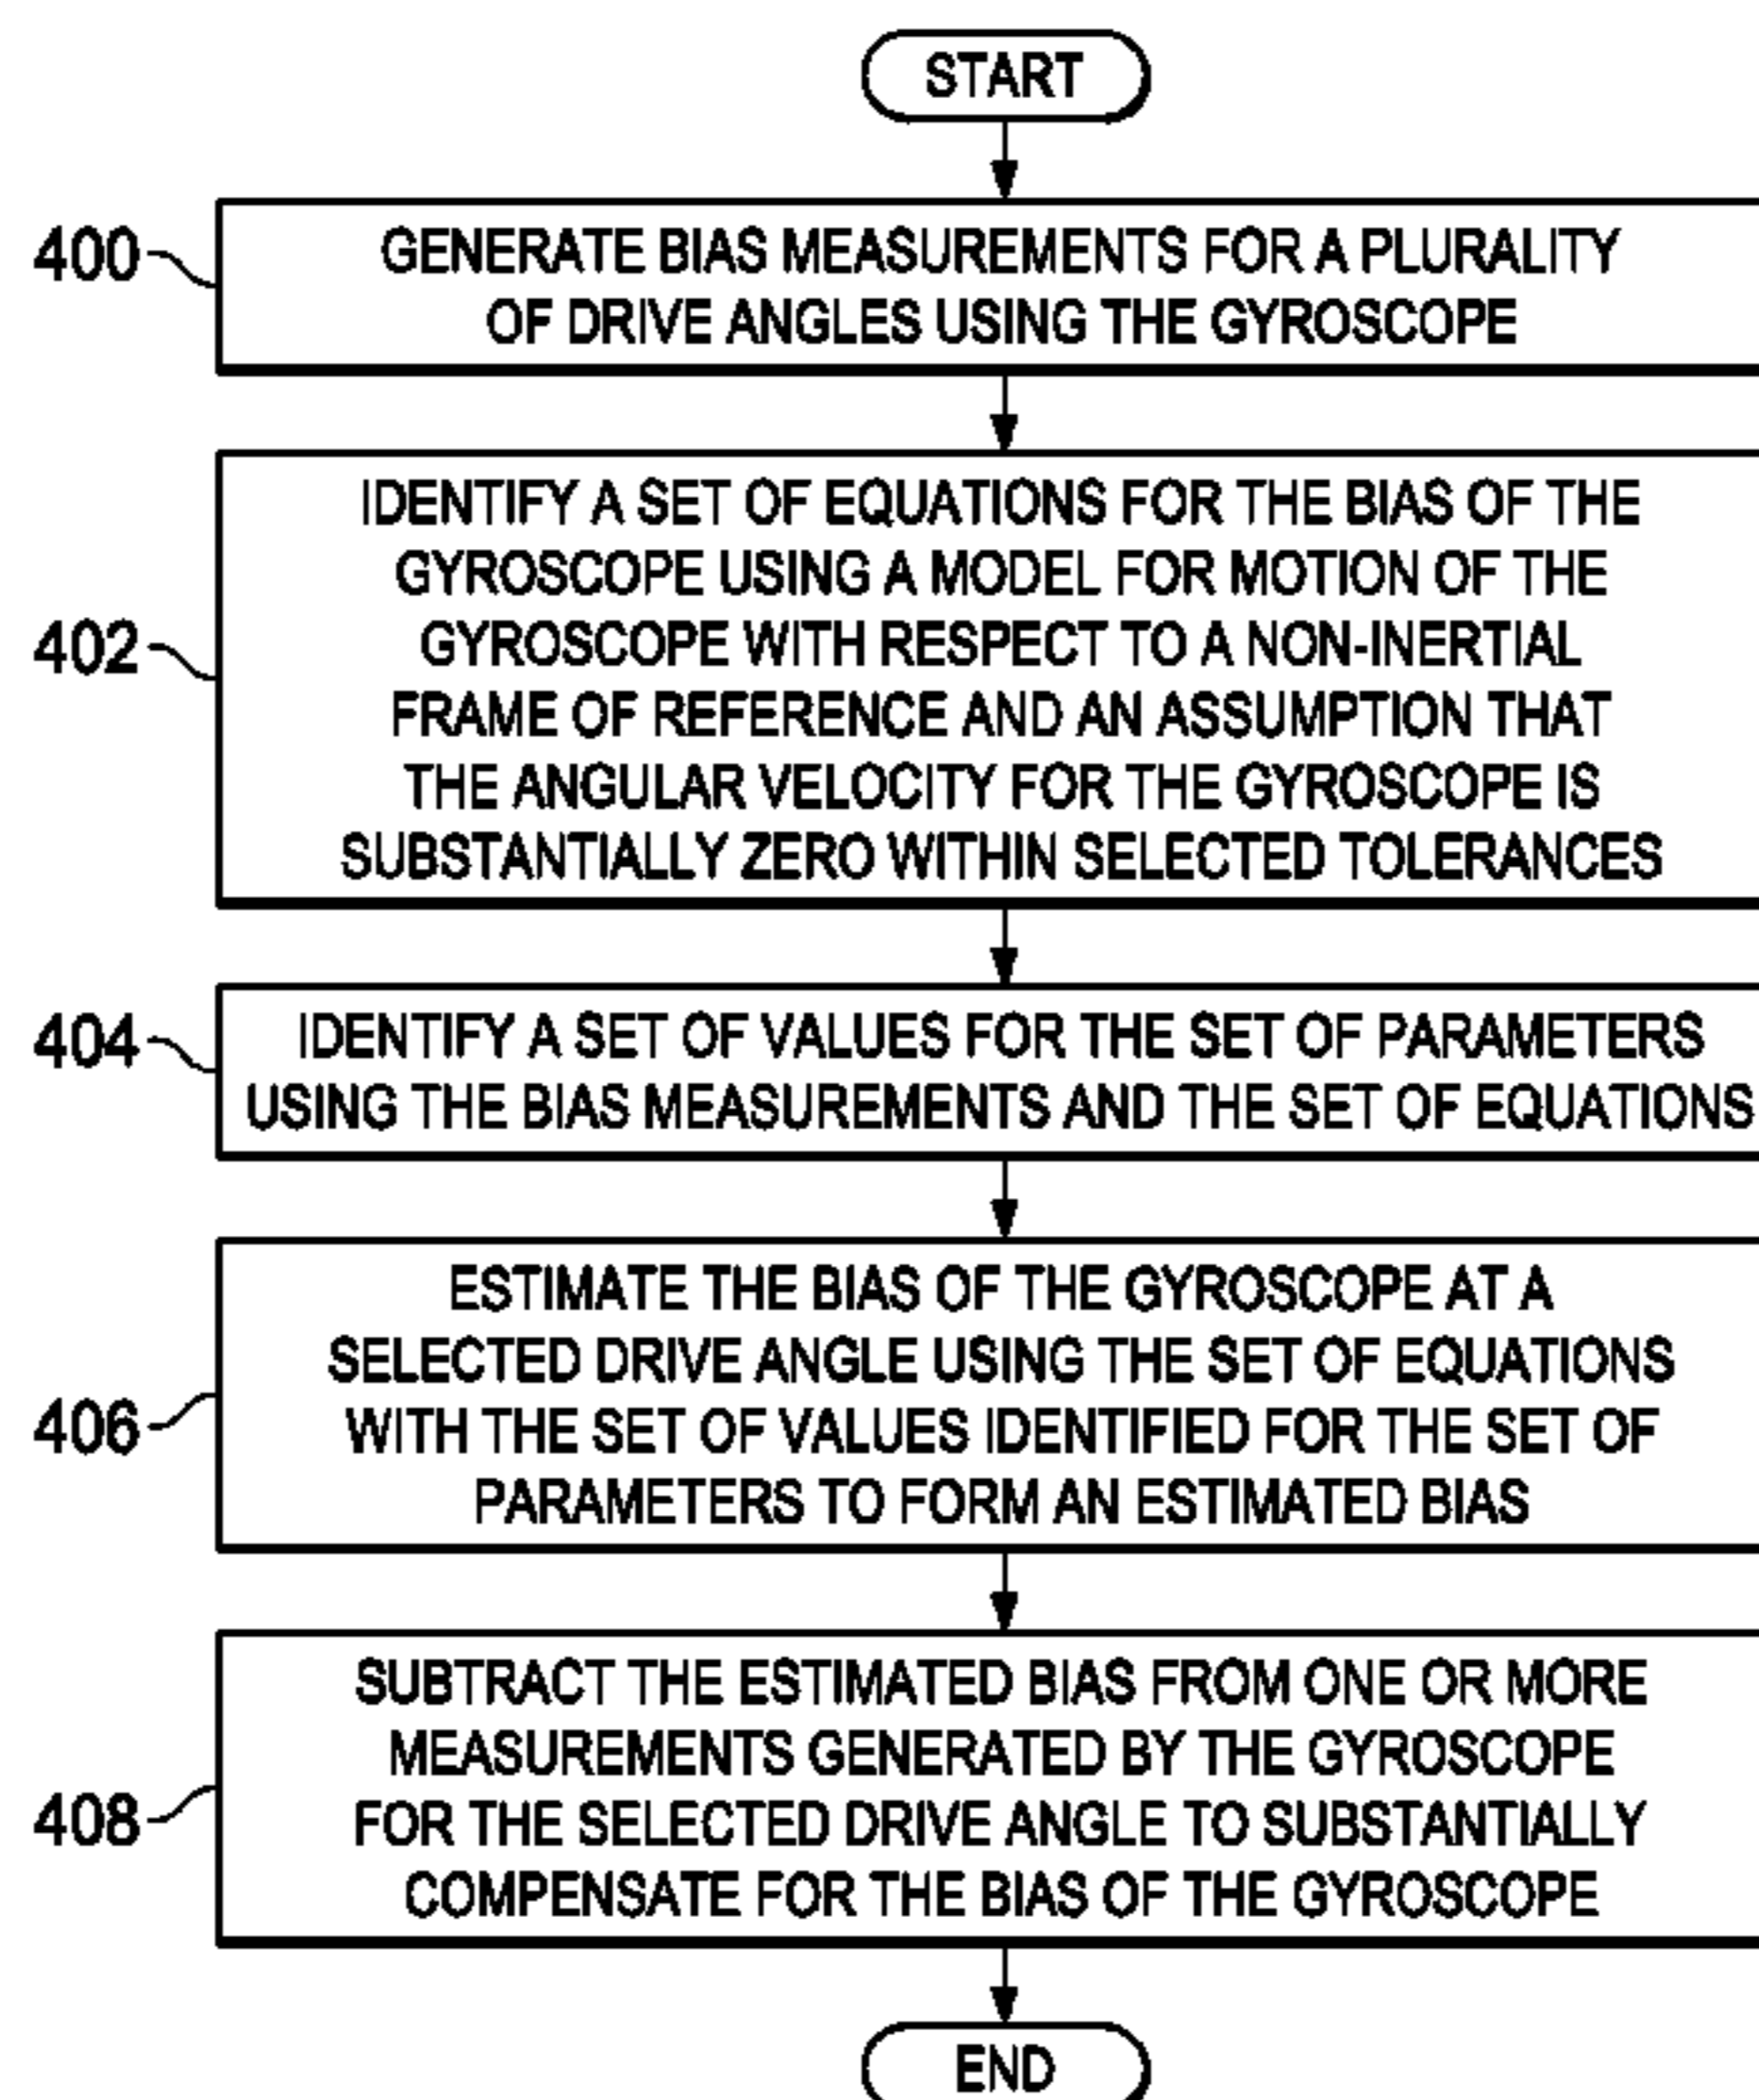 START
400
GENERATE BIAS MEASUREMENTS FOR A PLURALITY
OF DRIVE ANGLES USING THE GYROSCOPE
402
IDENTIFY A SET OF EQUATIONS FOR THE BIAS OF THE
GYROSCOPE USING A MODEL FOR MOTION OF THE
GYROSCOPE WITH RESPECT TO A NON-INERTIAL
FRAME OF REFERENCE AND AN ASSUMPTION THAT
THE ANGULAR VELOCITY FOR THE GYROSCOPE IS
SUBSTANTIALLY ZERO WITHIN SELECTED TOLERANCES
404
IDENTIFY A SET OF VALUES FOR THE SET OF PARAMETERS
USING THE BIAS MEASUREMENTS AND THE SET OF EQUATIONS
406
ESTIMATE THE BIAS OF THE GYROSCOPE AT A
SELECTED DRIVE ANGLE USING THE SET OF EQUATIONS
WITH THE SET OF VALUES IDENTIFIED FOR THE SET OF
PARAMETERS TO FORM AN ESTIMATED BIAS
408
SUBTRACT THE ESTIMATED BIAS FROM ONE OR MORE
MEASUREMENTS GENERATED BY THE GYROSCOPE
FOR THE SELECTED DRIVE ANGLE TO SUBSTANTIALLY
COMPENSATE FOR THE BIAS OF THE GYROSCOPE
END